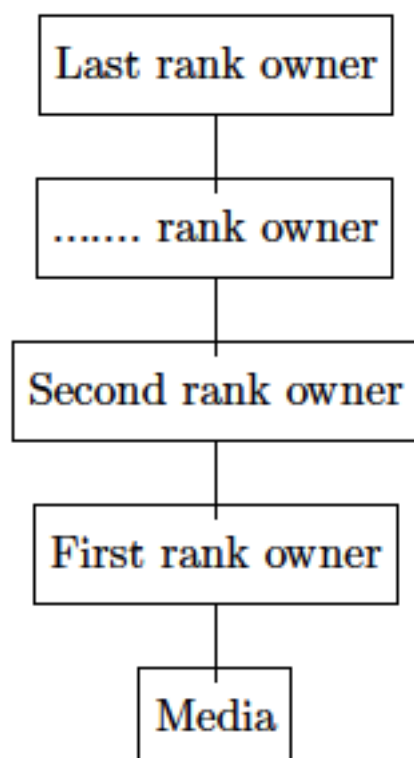 Last rank owner
....... rank owner
Second rank owner
First rank owner
Media